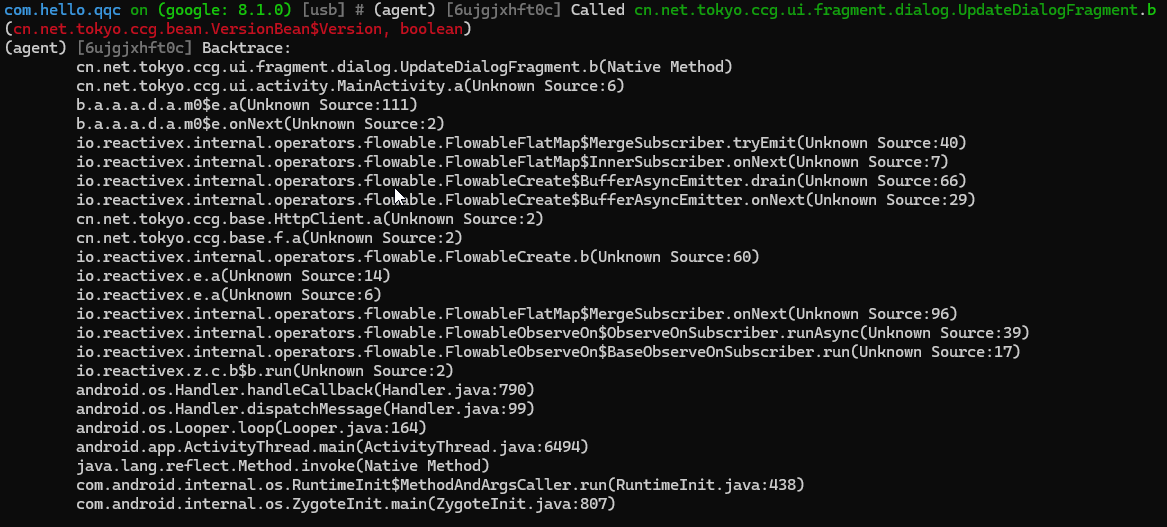 com.hello.qqc on (google: 8.1.0) [usb] # (agent) [6ujgjxhft0c] Called cn.net.tokyo.ccg.ui.fragment.dialog.UpdateDialogFragment.b
(cn.net.tokyo.ccg.bean.VersionBean$Version, boolean)
(agent) [6ujgjxhft0c] Backtrace:
cn.net.tokyo.ccg.ui.fragment.dialog.UpdateDialogFragment.b(Native Method)
cn.net.tokyo.ccg.ui.activity.MainActivity.a(Unknown Source:6)
b.a.a.a.d.a.m0$e.a(Unknown Source:111)
b.a.a.a.d.a.m0$e.onNext(Unknown Source:2)
io.reactivex.internal.operators.flowable.FlowableFlatMap$MergeSubscriber.tryEmit(Unknown Source:40)
io.reactivex.internal.operators.flowable.FlowableFlatMap$InnerSubscriber.onNext(Unknown Source:7)
io.reactivex.internal.operators.flowable.FlowableCreate$BufferAsyncEmitter.drain(Unknown Source:66)
io.reactivex.internal.operators.flowable.FlowableCreate$BufferAsyncEmitter.onNext(Unknown Source:29)
cn.net.tokyo.ccg.base.HttpClient.a(Unknown Source:2)
cn.net.tokyo.ccg.base.f.a(Unknown Source:2)
io.reactivex.internal.operators.flowable.FlowableCreate.b(Unknown Source:60)
io.reactivex.e.a(Unknown Source:14)
io.reactivex.e.a(Unknown Source:6)
io.reactivex.internal.operators.flowable.FlowableFlatMap$MergeSubscriber.onNext(Unknown Source:96)
io.reactivex.internal.operators.flowable.FlowableObserveOn$ObserveOnSubscriber.runAsync(Unknown Source:39)
io.reactivex.internal.operators.flowable.FlowableObserveOn$BaseObserveOnSubscriber.run(Unknown Source:17)
io.reactivex.z.c.b$b.run(Unknown Source:2)
android.os.Handler.handleCallback(Handler.java:790)
android.os.Handler.dispatchMessage(Handler.java:99)
android.os.Looper.loop(Looper.java:164)
android.app.ActivityThread.main(ActivityThread.java:6494)
java.lang.reflect.Method.invoke(Native Method)
com.android.internal.os.RuntimeInit$MethodAndArgsCaller.run(RuntimeInit.java:438)
com.android.internal.os.ZygoteInit.main(ZygoteInit.java:807)